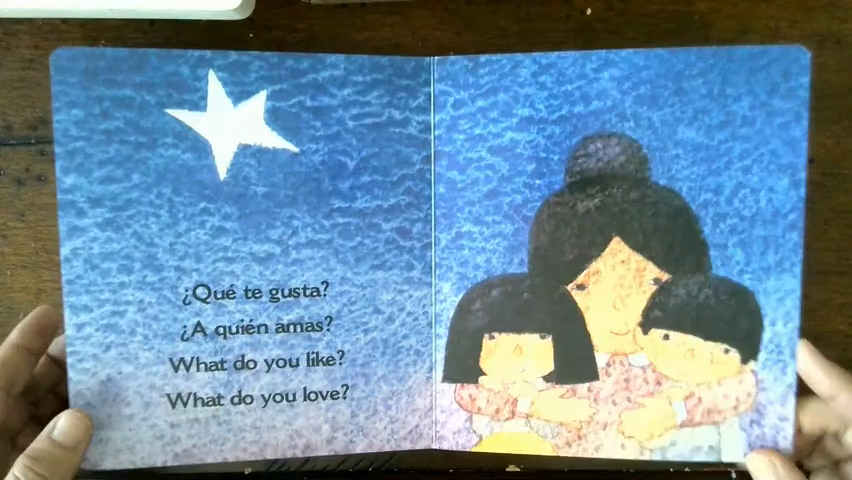 ¿Qué te gusta?
¿A quién amas?
What do you like?
What do you love?